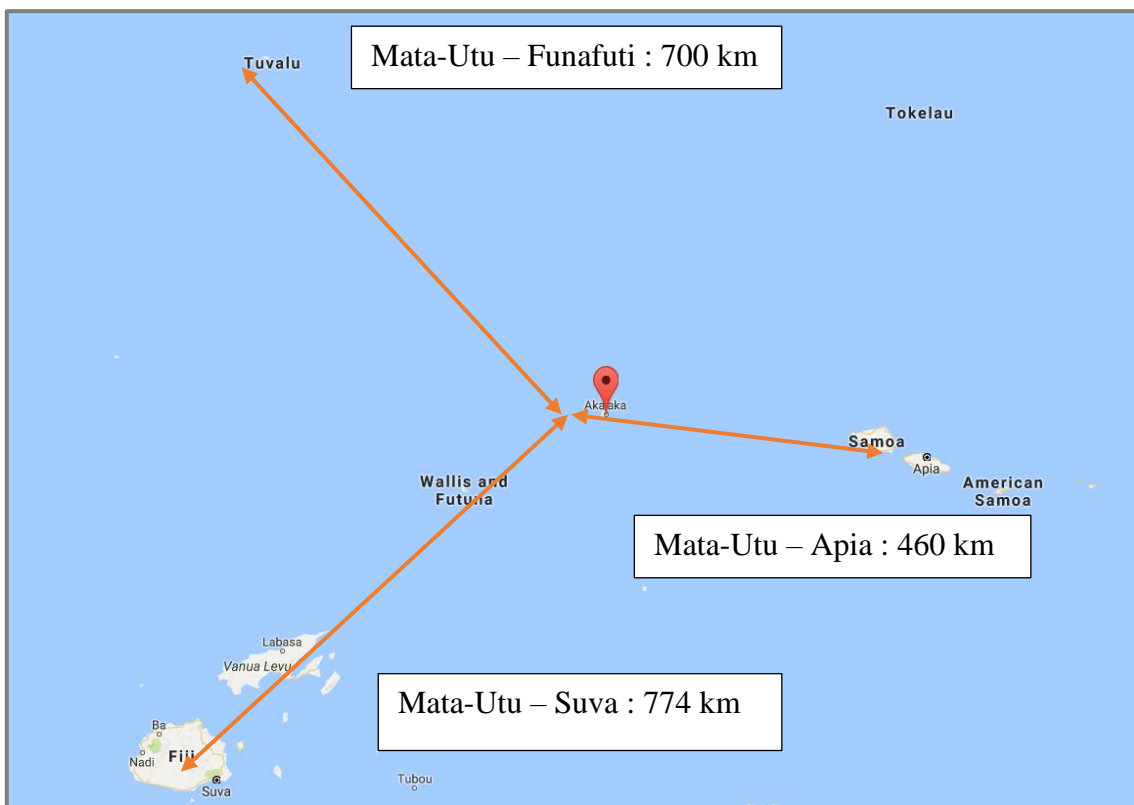 Mata-Utu – Funafuti : 700 km
Tuvalu
Tokelau
Akaaka
Samoa
Apia
Wallis and
Futuna
American
Samoa
Mata-Utu – Apia : 460 km
Labasa
Vanua Levu
Mata-Utu – Suva : 774 km
Ba
Nadi
Fiji
Suva
Tubou